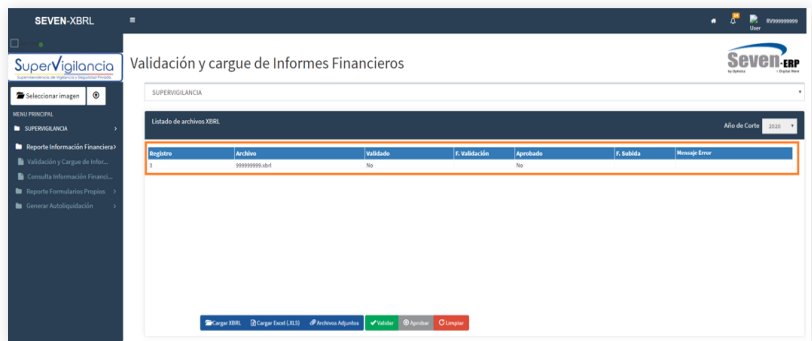 SEVEN-XBRL
User
SuperVigilancia
Validación y cargue de Informes Financieros
Seven-ERP
Seleccionar imagen
SUPERVIGILANCIA
MENU PRINCIPAL
SUPERVIGILANCIA
Listado de archivos XBRL
Año de Corte 2020
Reporte Información Financiera
Validación y Cargue de Infor...
Consulta Información Financi...
Reporte Formularios Propios
Generar Autoliquidación
Registro Archivo Validado F. Validación Aprobado F. Subida Mensaje Error
999999999.xbrl No No
Cargar XBRL Cargar Excel (.XLS) Archivos Adjuntos Validar Aprobar Limpiar